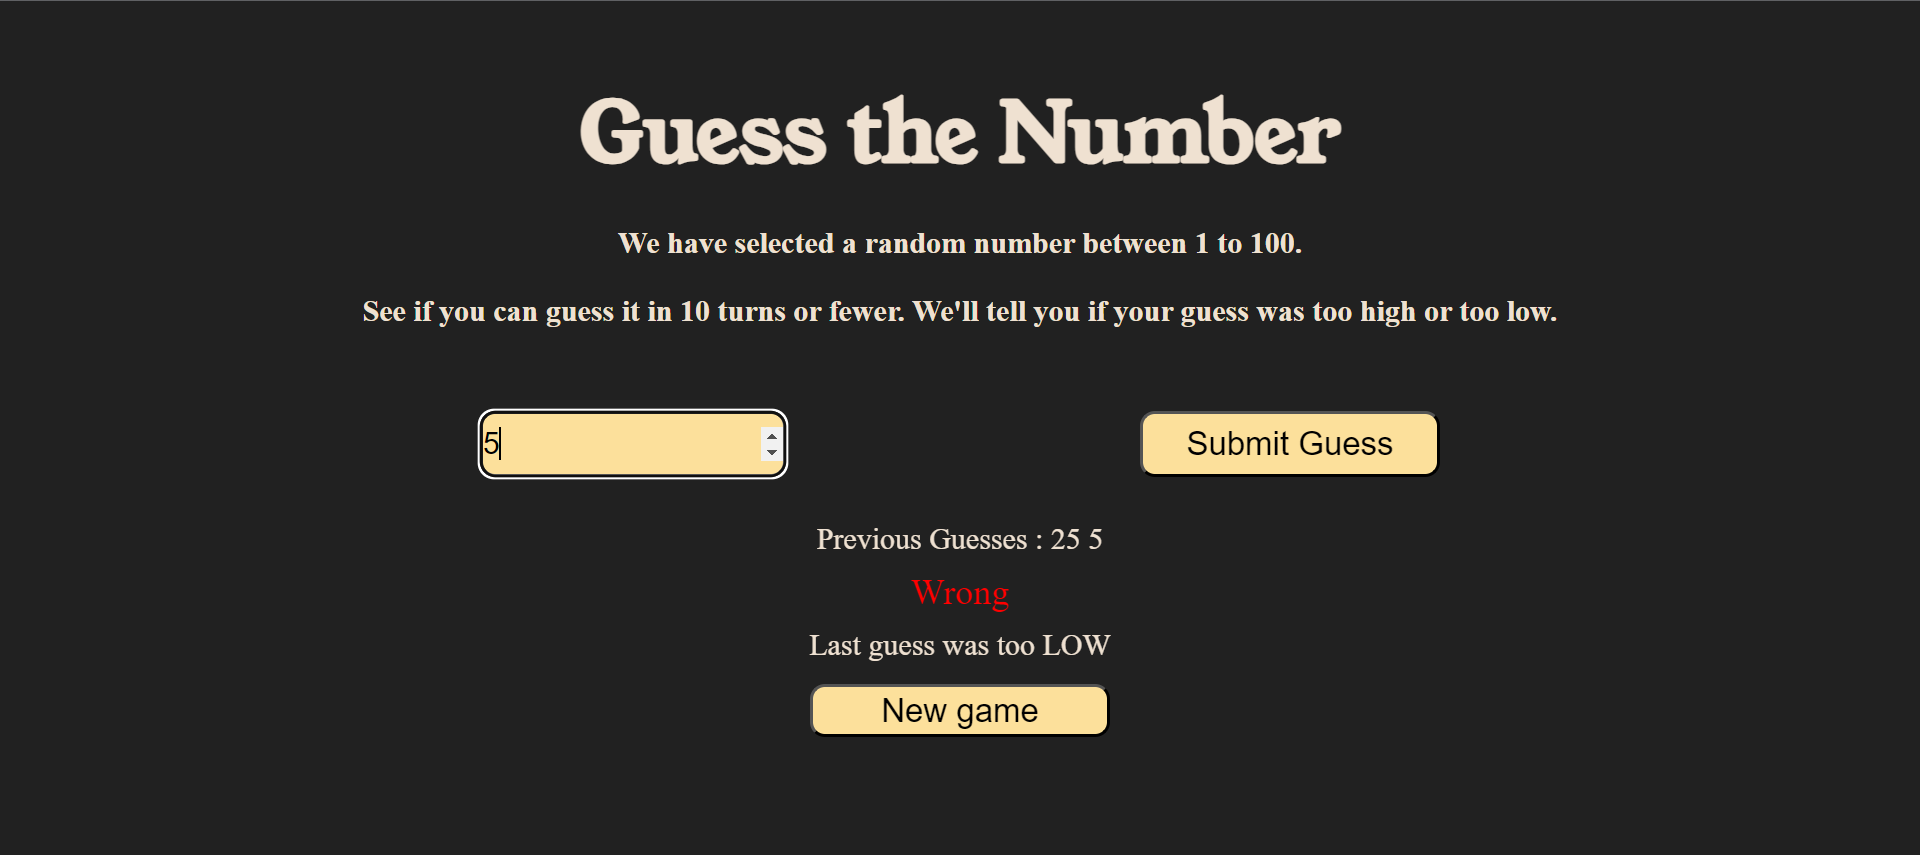 Guess the Number
We have selected a random number between 1 to 100.
See if you can guess it in 10 turns or fewer. We'll tell you if your guess was too high or too low.
5
Submit Guess
Previous Guesses : 25 5
Wrong
Last guess was too LOW
New game